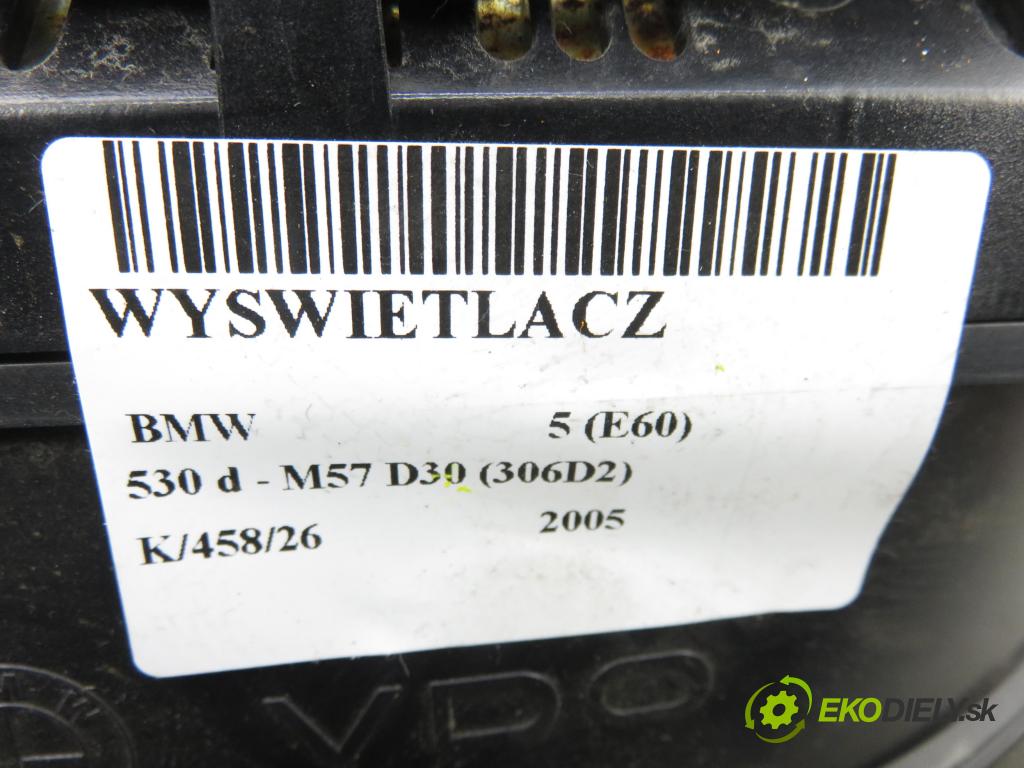 WYSWIETLACZ
BMW 5 (E60)
530 d - M57 D30 (306D2)
K/458/26 2005
VDO
EKODIELY.sk